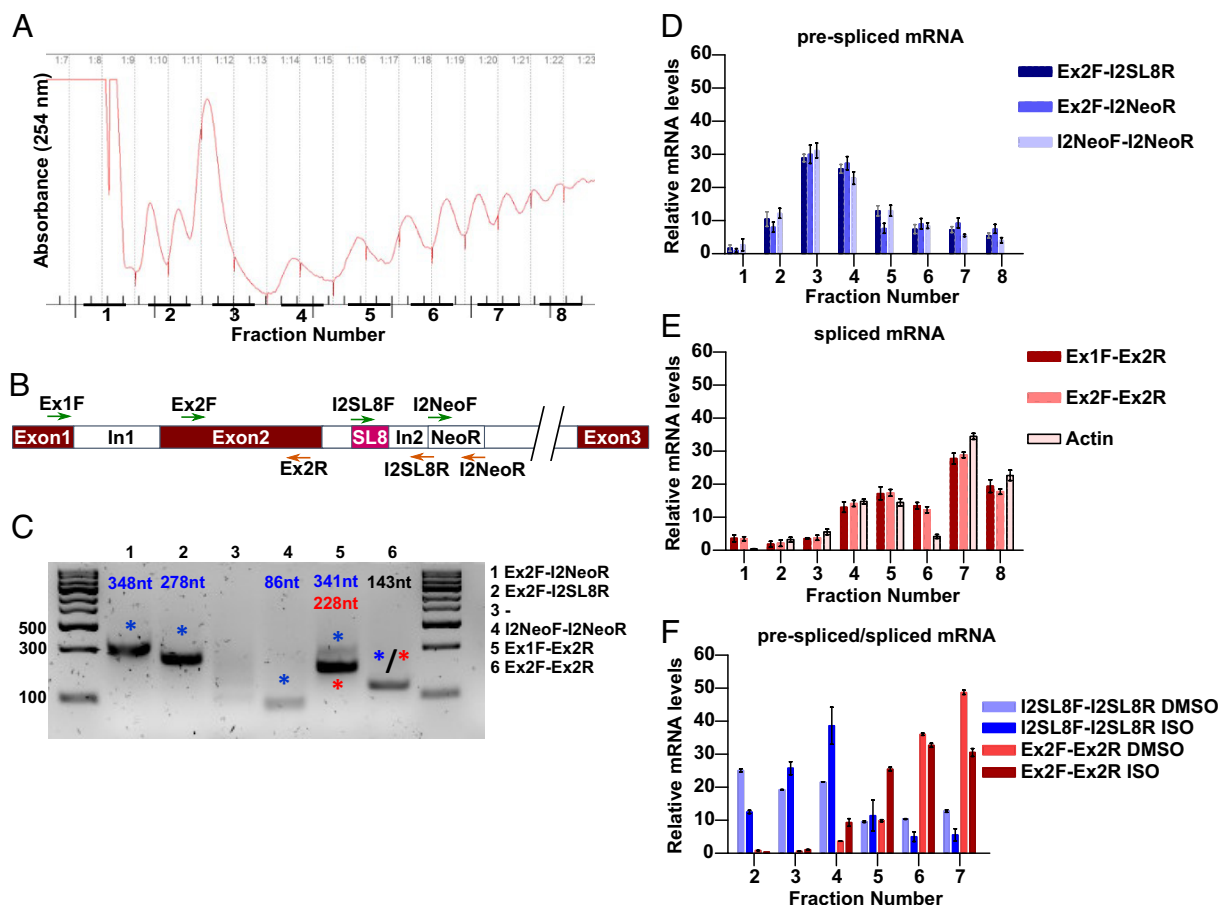 A
1:7 1:8 1:9 1:10 1:11 1:12 1:13 1:14 1:15 1:16 1:17 1:18 1:19 1:20 1:21 1:22 1:23
Absorbance (254 nm)
1 2 3 4 5 6 7 8
Fraction Number
B
Ex1F Ex2F I2SL8F I2NeoF
Exon1 In1 Exon2 SL8 In2 NeoR Exon3
Ex2R I2SL8R I2NeoR
C
1 2 3 4 5 6
348nt 278nt 86nt 341nt 143nt
228nt
* * * * * */*
*
500
300
100
1 Ex2F-I2NeoR
2 Ex2F-I2SL8R
3 -
4 I2NeoF-I2NeoR
5 Ex1F-Ex2R
6 Ex2F-Ex2R
D
pre-spliced mRNA
Relative mRNA levels
60
50
40
30
20
10
0
1 2 3 4 5 6 7 8
Fraction Number
Ex2F-I2SL8R
Ex2F-I2NeoR
I2NeoF-I2NeoR
E
spliced mRNA
Relative mRNA levels
60
50
40
30
20
10
0
1 2 3 4 5 6 7 8
Fraction Number
Ex1F-Ex2R
Ex2F-Ex2R
Actin
F
pre-spliced/spliced mRNA
Relative mRNA levels
60
50
40
30
20
10
0
2 3 4 5 6 7
Fraction Number
I2SL8F-I2SL8R DMSO
I2SL8F-I2SL8R ISO
Ex2F-Ex2R DMSO
Ex2F-Ex2R ISO